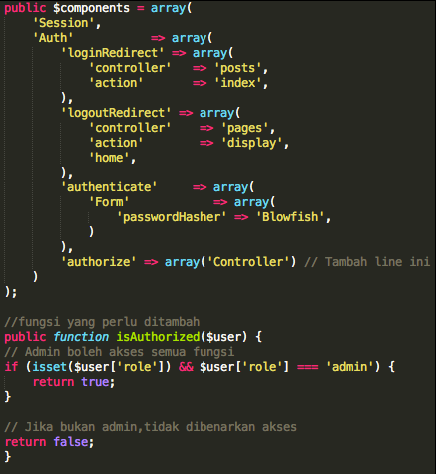 public $components = array(
'Session',
'Auth' => array(
'loginRedirect' => array(
'controller' => 'posts',
'action' => 'index',
),
'logoutRedirect' => array(
'controller' => 'pages',
'action' => 'display',
'home',
),
'authenticate' => array(
'Form' => array(
'passwordHasher' => 'Blowfish',
)
),
'authorize' => array('Controller') // Tambah line ini
)
);
//fungsi yang perlu ditambah
public function isAuthorized($user) {
// Admin boleh akses semua fungsi
if (isset($user['role']) && $user['role'] === 'admin') {
return true;
}
// Jika bukan admin,tidak dibenarkan akses
return false;
}